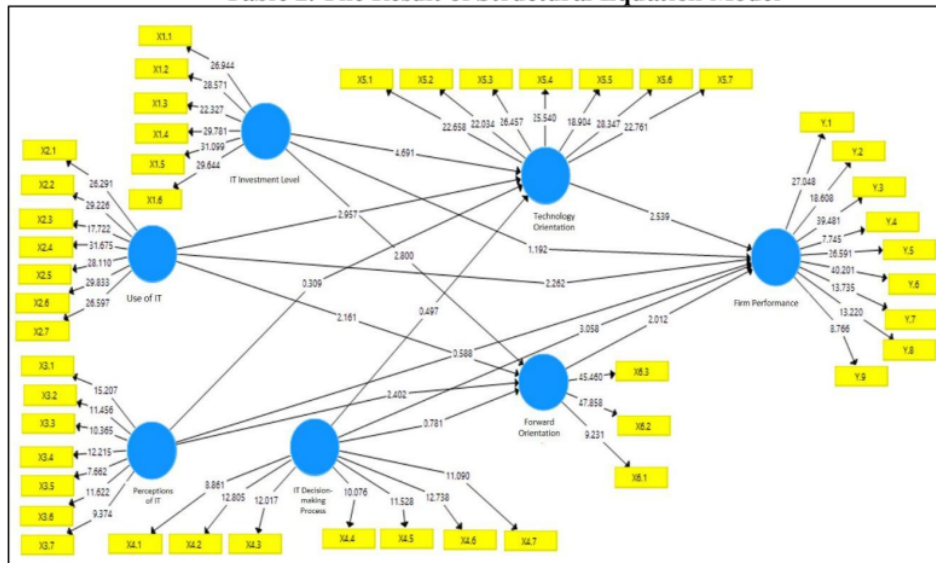 The Result of Structural Equation Model
X1.1
X1.2
X1.3
X1.4
X1.5
X1.6
26.944
28.571
22.327
29.781
31.099
29.644
IT Investment Level
X5.1 X5.2 X5.3 X5.4 X5.5 X5.6 X5.7
22.658 22.034 26.457 25.540 18.904 28.347 22.761
Technology
Orientation
X2.1
X2.2
X2.3
X2.4
X2.5
X2.6
X2.7
26.291
29.226
17.722
31.675
28.110
29.833
26.597
Use of IT
4.691
2.957
2.800
1.192
2.539
0.309
0.497
2.262
2.161
3.058
0.588
2.012
2.402
0.781
Y.1
Y.2
Y.3
Y.4
Y.5
Y.6
Y.7
Y.8
Y.9
27.048
18.608
39.481
7.745
36.591
40.201
13.735
13.220
8.766
Firm Performance
X3.1
X3.2
X3.3
X3.4
X3.5
X3.6
X3.7
15.207
11.456
10.365
12.215
7.662
11.622
9.374
Perceptions
of IT
IT Decision-
making
Process
8.861 12.805 12.017 10.076 11.528 12.738 11.090
X4.1 X4.2 X4.3 X4.4 X4.5 X4.6 X4.7
Forward
Orientation
45.460
47.858
9.231
X6.3
X6.2
X6.1